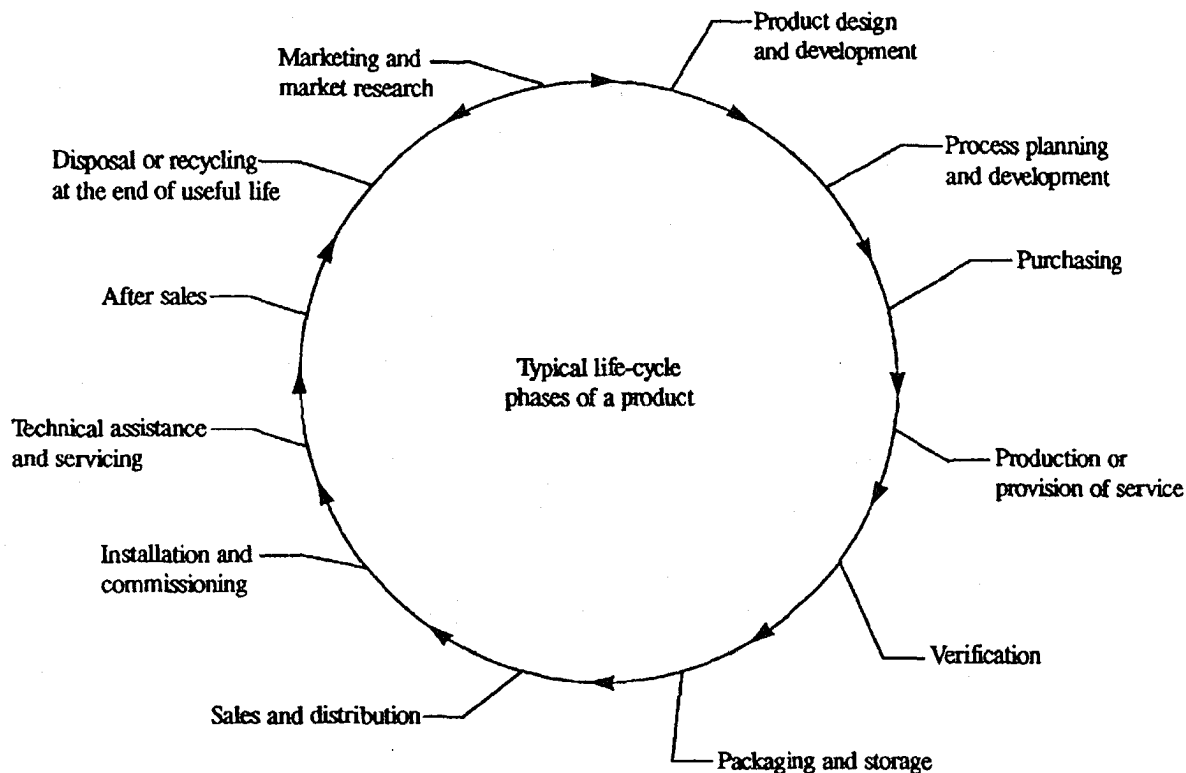 Product design
and development
Marketing and
market research
Process planning
and development
Disposal or recycling
at the end of useful life
Purchasing
After sales
Typical life-cycle
phases of a product
Technical assistance
and servicing
Production or
provision of service
Installation and
commissioning
Verification
Sales and distribution
Packaging and storage